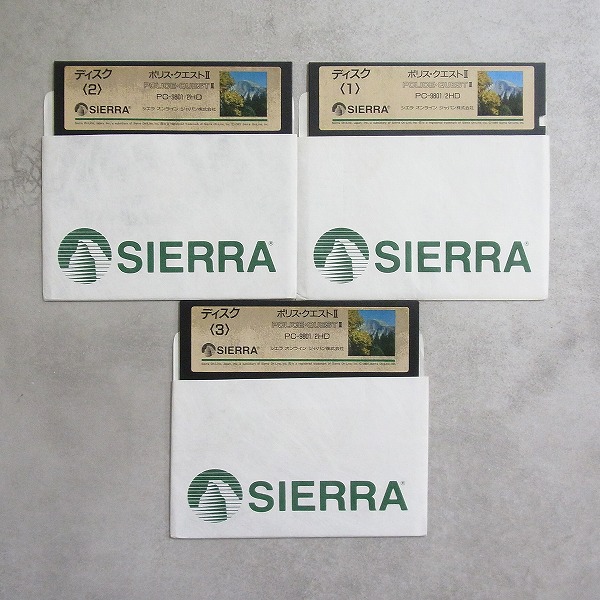 ディスク
〈2〉
SIERRA®
ポリス・クエストⅡ
POLICE・QUEST Ⅱ
PC-9801/2HD
シエラ オンライン ジャパン株式会社
SIERRA®
ディスク
〈1〉
SIERRA®
ポリス・クエストⅡ
POLICE・QUEST Ⅱ
PC-9801/2HD
シエラ オンライン ジャパン株式会社
SIERRA®
ディスク
〈3〉
SIERRA®
ポリス・クエストⅡ
POLICE・QUEST Ⅱ
PC-9801/2HD
シエラ オンライン ジャパン株式会社
SIERRA®